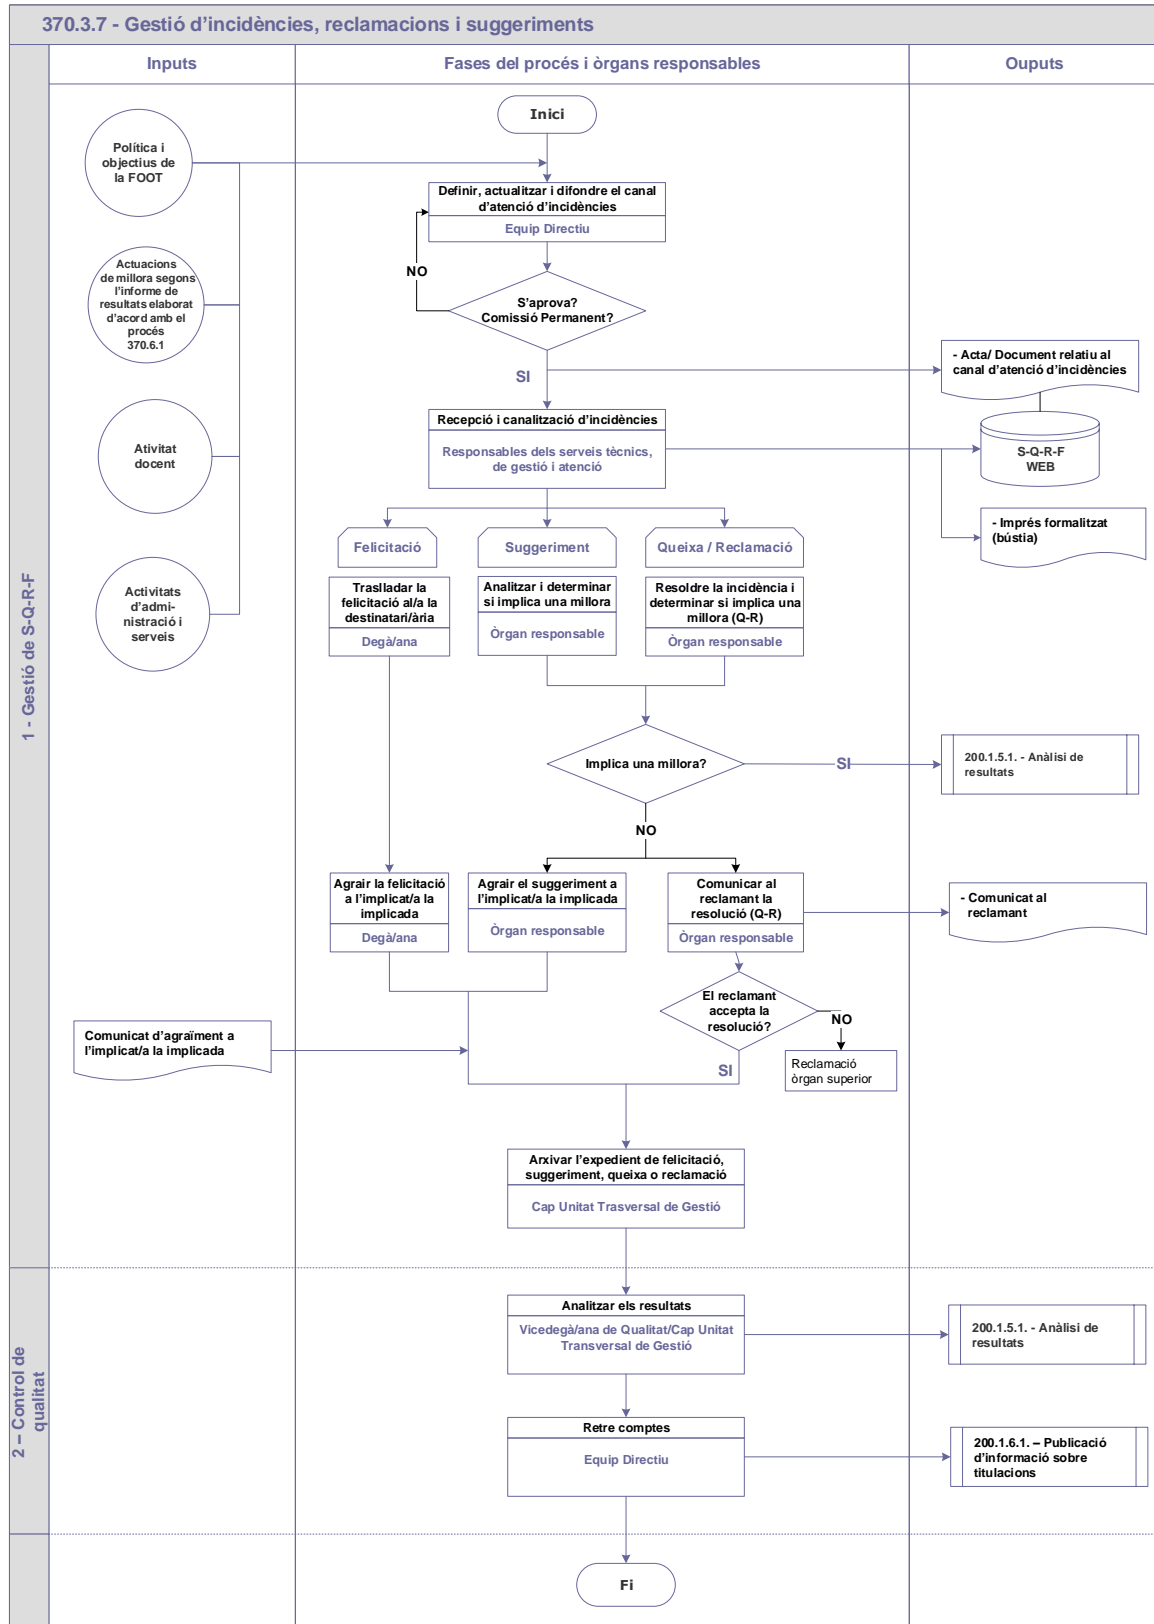 370.3.7 - Gestió d'incidències, reclamacions i suggeriments
Inputs
Fases del procés i òrgans responsables
Ouputs
1 - Gestió de S-Q-R-F
Inici
Política i
objectius de
la FOOT
Definir, actualitzar i difondre el canal
d'atenció d'incidències
Equip Directiu
Actuacions
de millora segons
l'informe de
resultats elaborat
d'acord amb el
procés
370.6.1
NO
S'aprova?
Comissió Permanent?
SI
- Acta/ Document relatiu al
canal d'atenció d'incidències
Ativitat
docent
Recepció i canalització d'incidències
Responsables dels serveis tècnics,
de gestió i atenció
S-Q-R-F
WEB
- Imprés formalitzat
(bústia)
Felicitació
Suggeriment
Queixa / Reclamació
Activitats
d'admi-
nistració i
serveis
Traslladar la
felicitació al/a la
destinatari/ària
Degà/ana
Analitzar i determinar
si implica una millora
Òrgan responsable
Resoldre la incidència i
determinar si implica una
millora (Q-R)
Òrgan responsable
Implica una millora?
SI
200.1.5.1. - Anàlisi de
resultats
NO
Agrair la felicitació
a l'implicat/a la
implicada
Degà/ana
Agrair el suggeriment a
l'implicat/a la implicada
Òrgan responsable
Comunicar al
reclamant la
resolució (Q-R)
Òrgan responsable
- Comunicat al
reclamant
El reclamant
accepta la
resolució?
NO
Comunicat d'agraïment a
l'implicat/a la implicada
SI
Reclamació
òrgan superior
Arxivar l'expedient de felicitació,
suggeriment, queixa o reclamació
Cap Unitat Trasversal de Gestió
2 – Control de
qualitat
Analitzar els resultats
Vicedegà/ana de Qualitat/Cap Unitat
Transversal de Gestió
200.1.5.1. - Anàlisi de
resultats
Retre comptes
Equip Directiu
200.1.6.1. – Publicació
d'informació sobre
titulacions
Fi